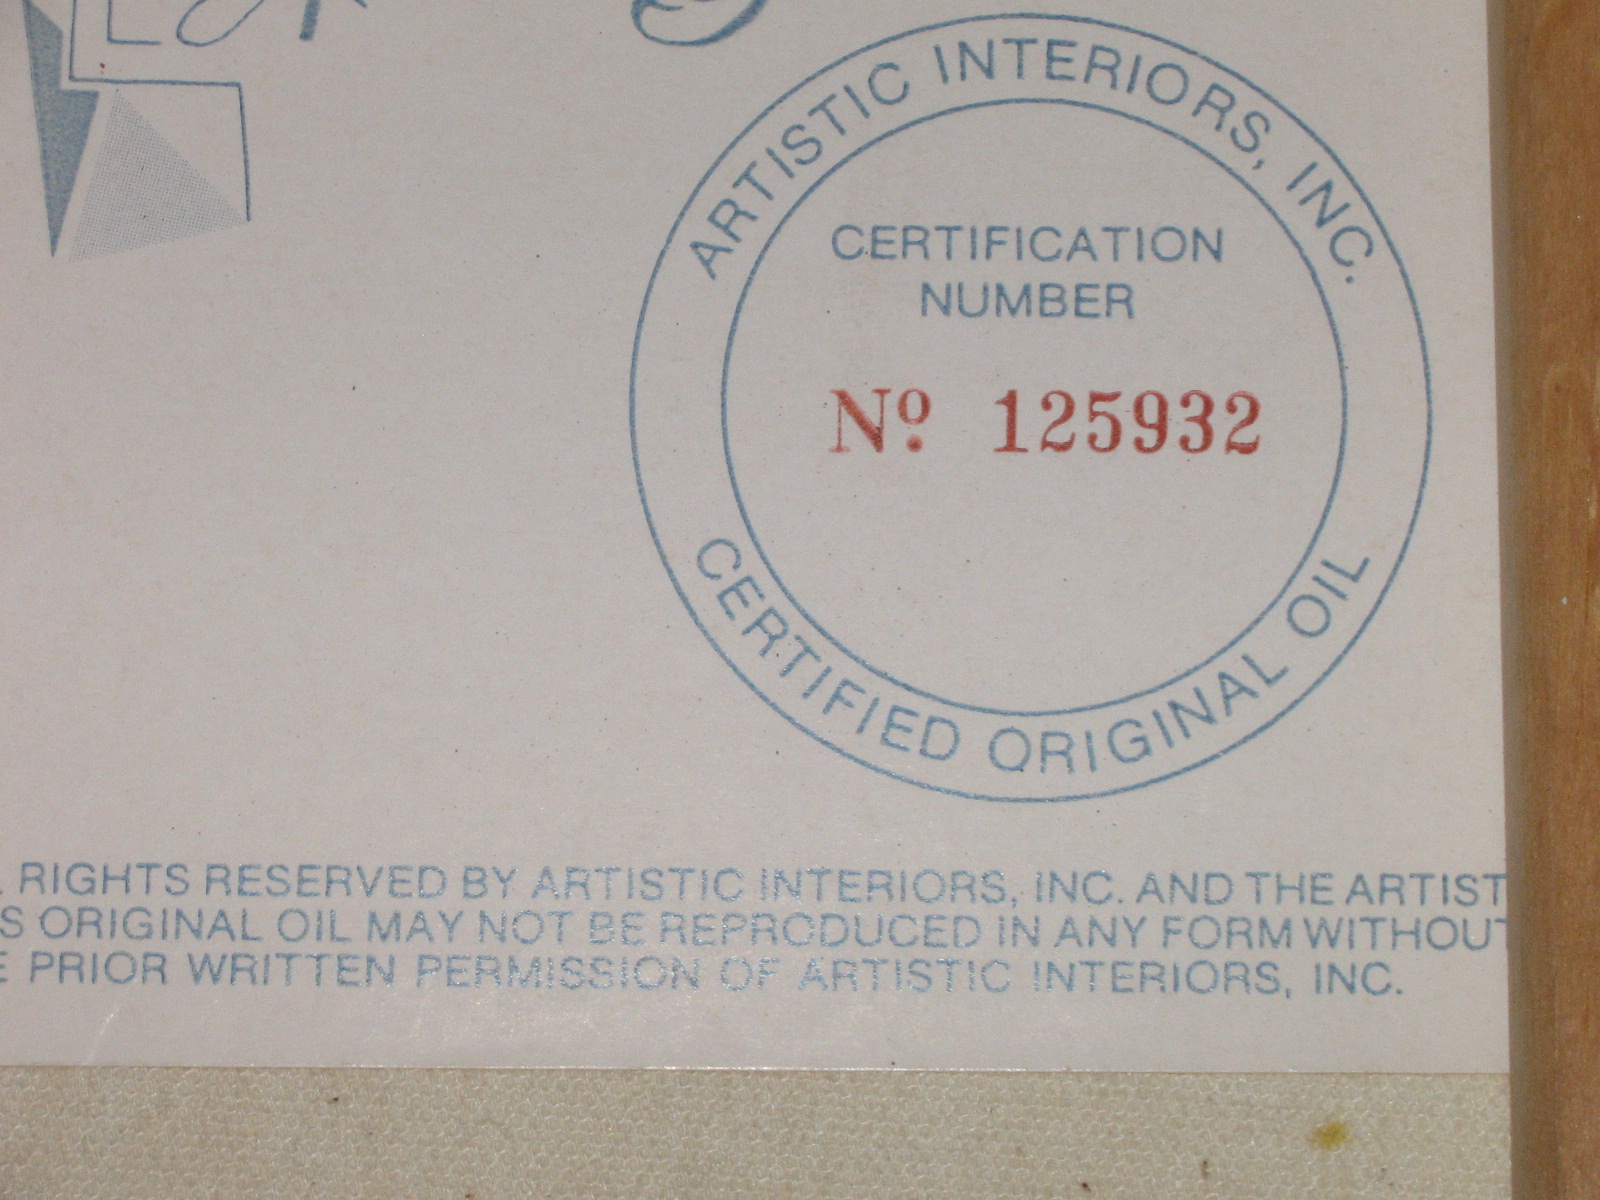 ARTISTIC INTERIORS, INC.
CERTIFICATION
NUMBER
Nº 125932
CERTIFIED ORIGINAL OIL
RIGHTS RESERVED BY ARTISTIC INTERIORS, INC. AND THE ARTIST
ORIGINAL OIL MAY NOT BE REPRODUCED IN ANY FORM WITHOUT
PRIOR WRITTEN PERMISSION OF ARTISTIC INTERIORS, INC.